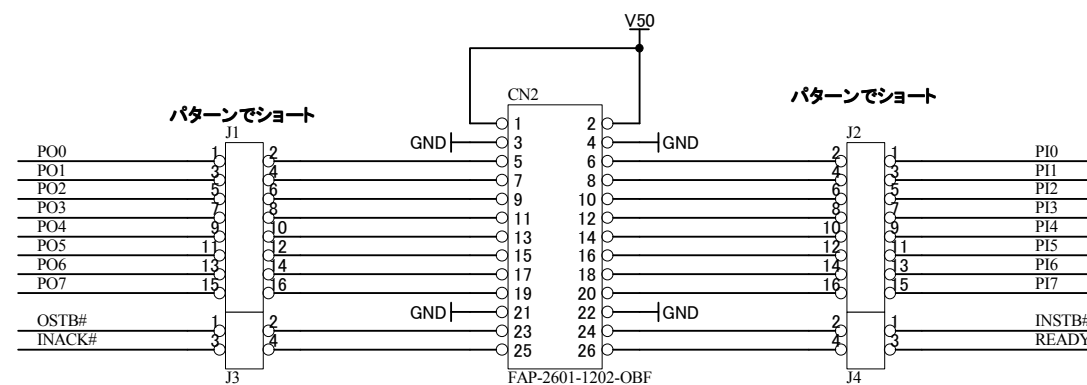 V50
CN2
パターンでショート
パターンでショート
J1
J2
1 2
GND 3 4 GND
PO0 1 2 5 6 2 1 PI0
PO1 3 4 7 8 4 3 PI1
PO2 5 6 9 10 6 5 PI2
PO3 7 8 11 12 8 7 PI3
PO4 9 10 13 14 10 9 PI4
PO5 11 12 15 16 12 11 PI5
PO6 13 14 17 18 14 13 PI6
PO7 15 16 19 20 16 15 PI7
GND 21 22 GND
OSTB# 1 2 23 24 2 1 INSTB#
INACK# 3 4 25 26 4 3 READY
J3
FAP-2601-1202-OBF
J4